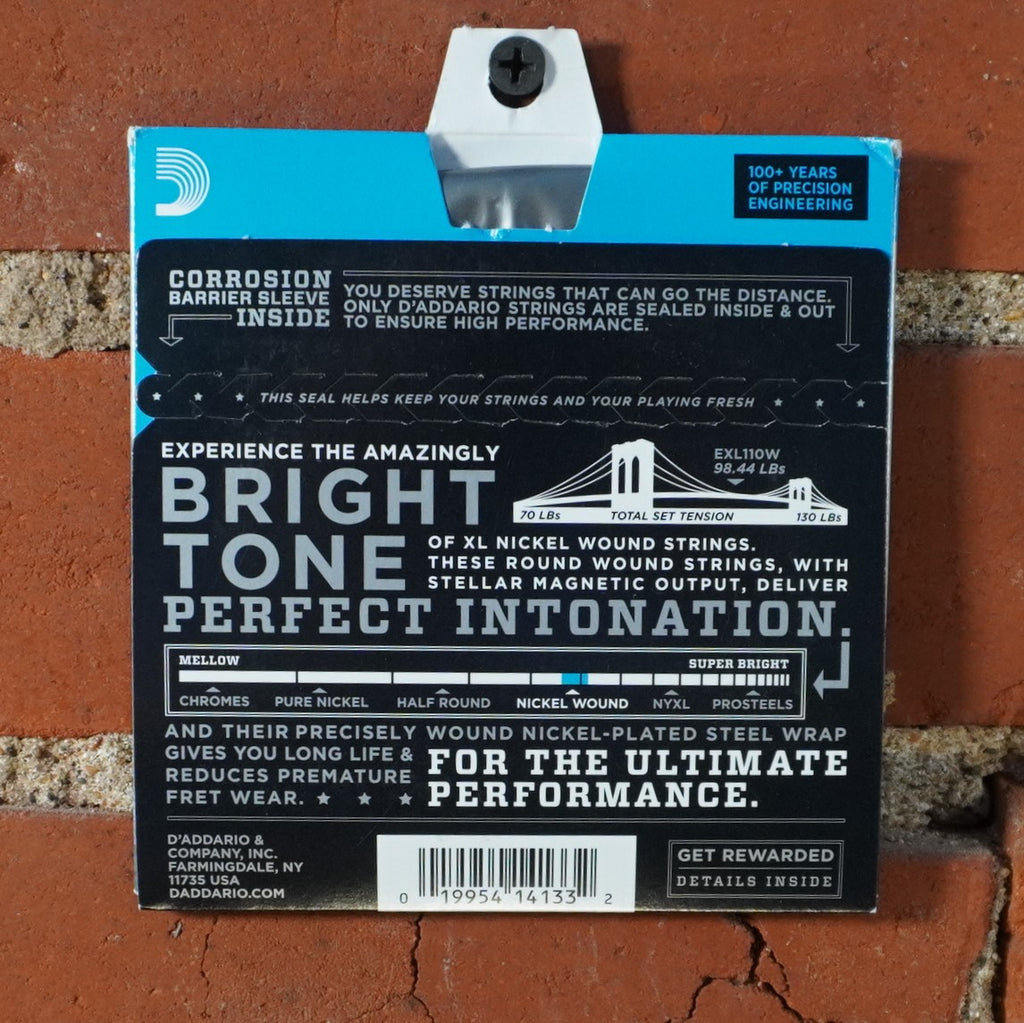 100+ YEARS
OF PRECISION
ENGINEERING
CORROSION
BARRIER SLEEVE
INSIDE
YOU DESERVE STRINGS THAT CAN GO THE DISTANCE.
ONLY D'ADDARIO STRINGS ARE SEALED INSIDE & OUT
TO ENSURE HIGH PERFORMANCE.
THIS SEAL HELPS KEEP YOUR STRINGS AND YOUR PLAYING FRESH
EXPERIENCE THE AMAZINGLY
BRIGHT
TONE
EXL110W
98.44 LBs
70 LBs TOTAL SET TENSION 130 LBs
OF XL NICKEL WOUND STRINGS.
THESE ROUND WOUND STRINGS, WITH
STELLAR MAGNETIC OUTPUT, DELIVER
PERFECT INTONATION.
MELLOW SUPER BRIGHT
CHROMES PURE NICKEL HALF ROUND NICKEL WOUND NYXL PROSTEELS
AND THEIR PRECISELY WOUND NICKEL-PLATED STEEL WRAP
GIVES YOU LONG LIFE &
REDUCES PREMATURE
FRET WEAR.
FOR THE ULTIMATE
PERFORMANCE.
D'ADDARIO &
COMPANY, INC.
FARMINGDALE, NY
11735 USA
DADDARIO.COM
0 19954 14133 2
GET REWARDED
DETAILS INSIDE